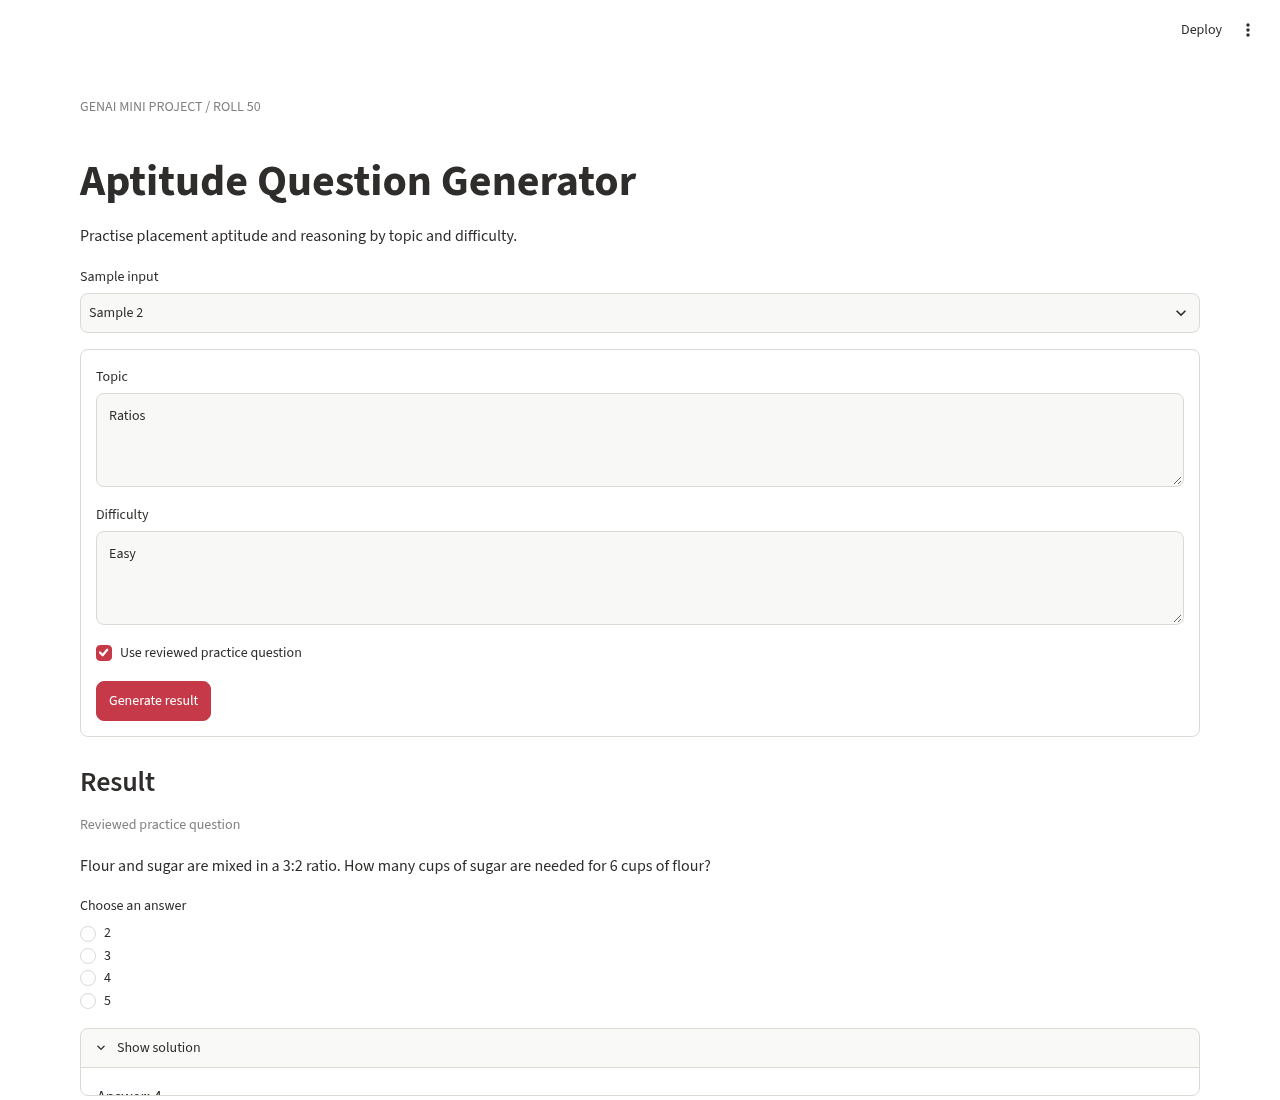 Deploy
GENAI MINI PROJECT / ROLL 50
Aptitude Question Generator
Practise placement aptitude and reasoning by topic and difficulty.
Sample input
Sample 2
Topic
Ratios
Difficulty
Easy
Use reviewed practice question
Generate result
Result
Reviewed practice question
Flour and sugar are mixed in a 3:2 ratio. How many cups of sugar are needed for 6 cups of flour?
Choose an answer
2
3
4
5
Show solution
Answer: 4